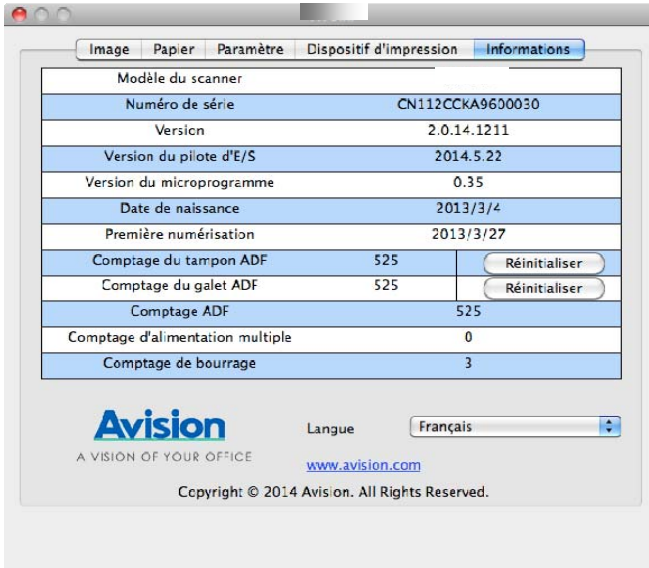 Image Papier Paramètre Dispositif d'impression Informations
Modèle du scanner
Numéro de série CN112CCKA9600030
Version 2.0.14.1211
Version du pilote d'E/S 2014.5.22
Version du microprogramme 0.35
Date de naissance 2013/3/4
Première numérisation 2013/3/27
Comptage du tampon ADF 525 Réinitialiser
Comptage du galet ADF 525 Réinitialiser
Comptage ADF 525
Comptage d'alimentation multiple 0
Comptage de bourrage 3
Avision
A VISION OF YOUR OFFICE
Langue Français
www.avision.com
Copyright © 2014 Avision. All Rights Reserved.